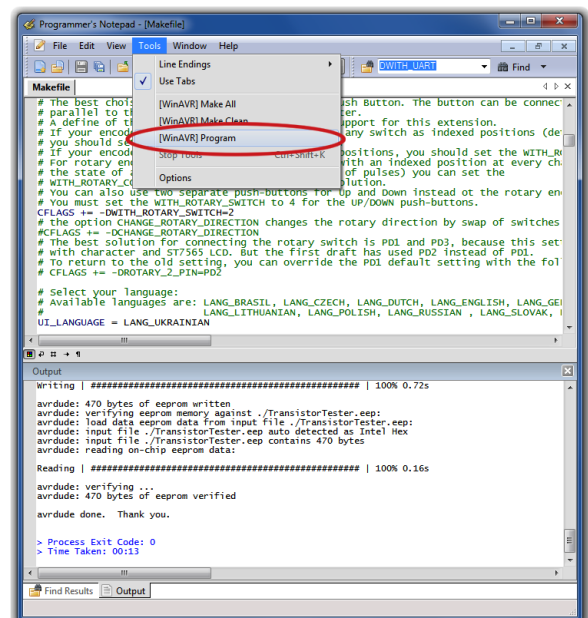 Programmer's Notepad - [Makefile]
File Edit View Tools Window Help
DWITH_UART Find
Makefile
Line Endings
Use Tabs
[WinAVR] Make All
[WinAVR] Make Clean
[WinAVR] Program
Stop Tools Ctrl+Shift+K
Options
# The best choi ush Button. The button can be connec
# parallel to t ter.
# A define of t upport for this extension.
# If your encod any switch as indexed positions (de
# you should se
# If your encod ositions, you should set the WITH_R
# For rotary en ith an indexed position at every cha
# the state of a of pulses) you can set the
# WITH_ROTARY_CO olution.
# You can also use two separate push-buttons for Up and Down instead ot the rotary en
# You must set the WITH_ROTARY_SWITCH to 4 for the UP/DOWN push-buttons.
CFLAGS += -DWITH_ROTARY_SWITCH=2
# the option CHANGE_ROTARY_DIRECTION changes the rotary direction by swap of switches
#CFLAGS += -DCHANGE_ROTARY_DIRECTION
# The best solution for connecting the rotary switch is PD1 and PD3, because this set
# with character and ST7565 LCD. But the first draft has used PD2 instead of PD1.
# To return to the old setting, you can override the PD1 default setting with the fol
# CFLAGS += -DROTARY_2_PIN=PD2
# Select your language:
# Available languages are: LANG_BRASIL, LANG_CZECH, LANG_DUTCH, LANG_ENGLISH, LANG_GE
# LANG_LITHUANIAN, LANG_POLISH, LANG_RUSSIAN , LANG_SLOVAK,
UI_LANGUAGE = LANG_UKRAINIAN
Output
Writing | ################################################## | 100% 0.72s
avrdude: 470 bytes of eeprom written
avrdude: verifying eeprom memory against ./TransistorTester.eep:
avrdude: load data eeprom data from input file ./TransistorTester.eep:
avrdude: input file ./TransistorTester.eep auto detected as Intel Hex
avrdude: input file ./TransistorTester.eep contains 470 bytes
avrdude: reading on-chip eeprom data:
Reading | ################################################## | 100% 0.16s
avrdude: verifying ...
avrdude: 470 bytes of eeprom verified
avrdude done. Thank you.
> Process Exit Code: 0
> Time Taken: 00:13
Find Results Output